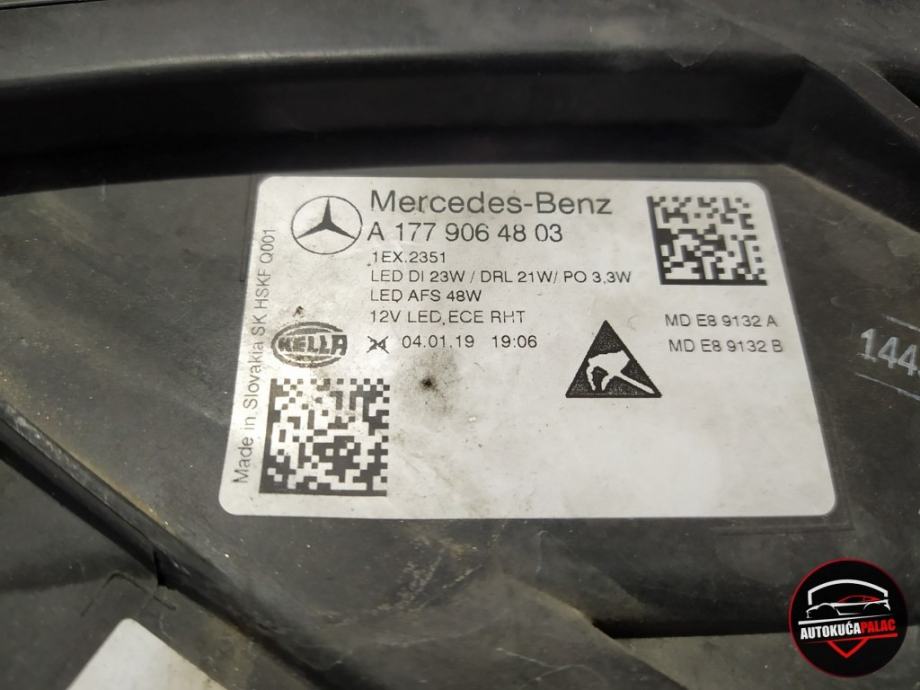 Mercedes-Benz
A 177 906 48 03
1EX.2351
LED DI 23W / DRL 21W/ PO 3,3W
LED AFS 48W
12V LED, ECE RHT
HELLA
04.01.19 19:06
MD E8 9132 A
MD E8 9132 B
Made in Slovakia SK HSKF Q001
144
AUTOKUĆA PALAC